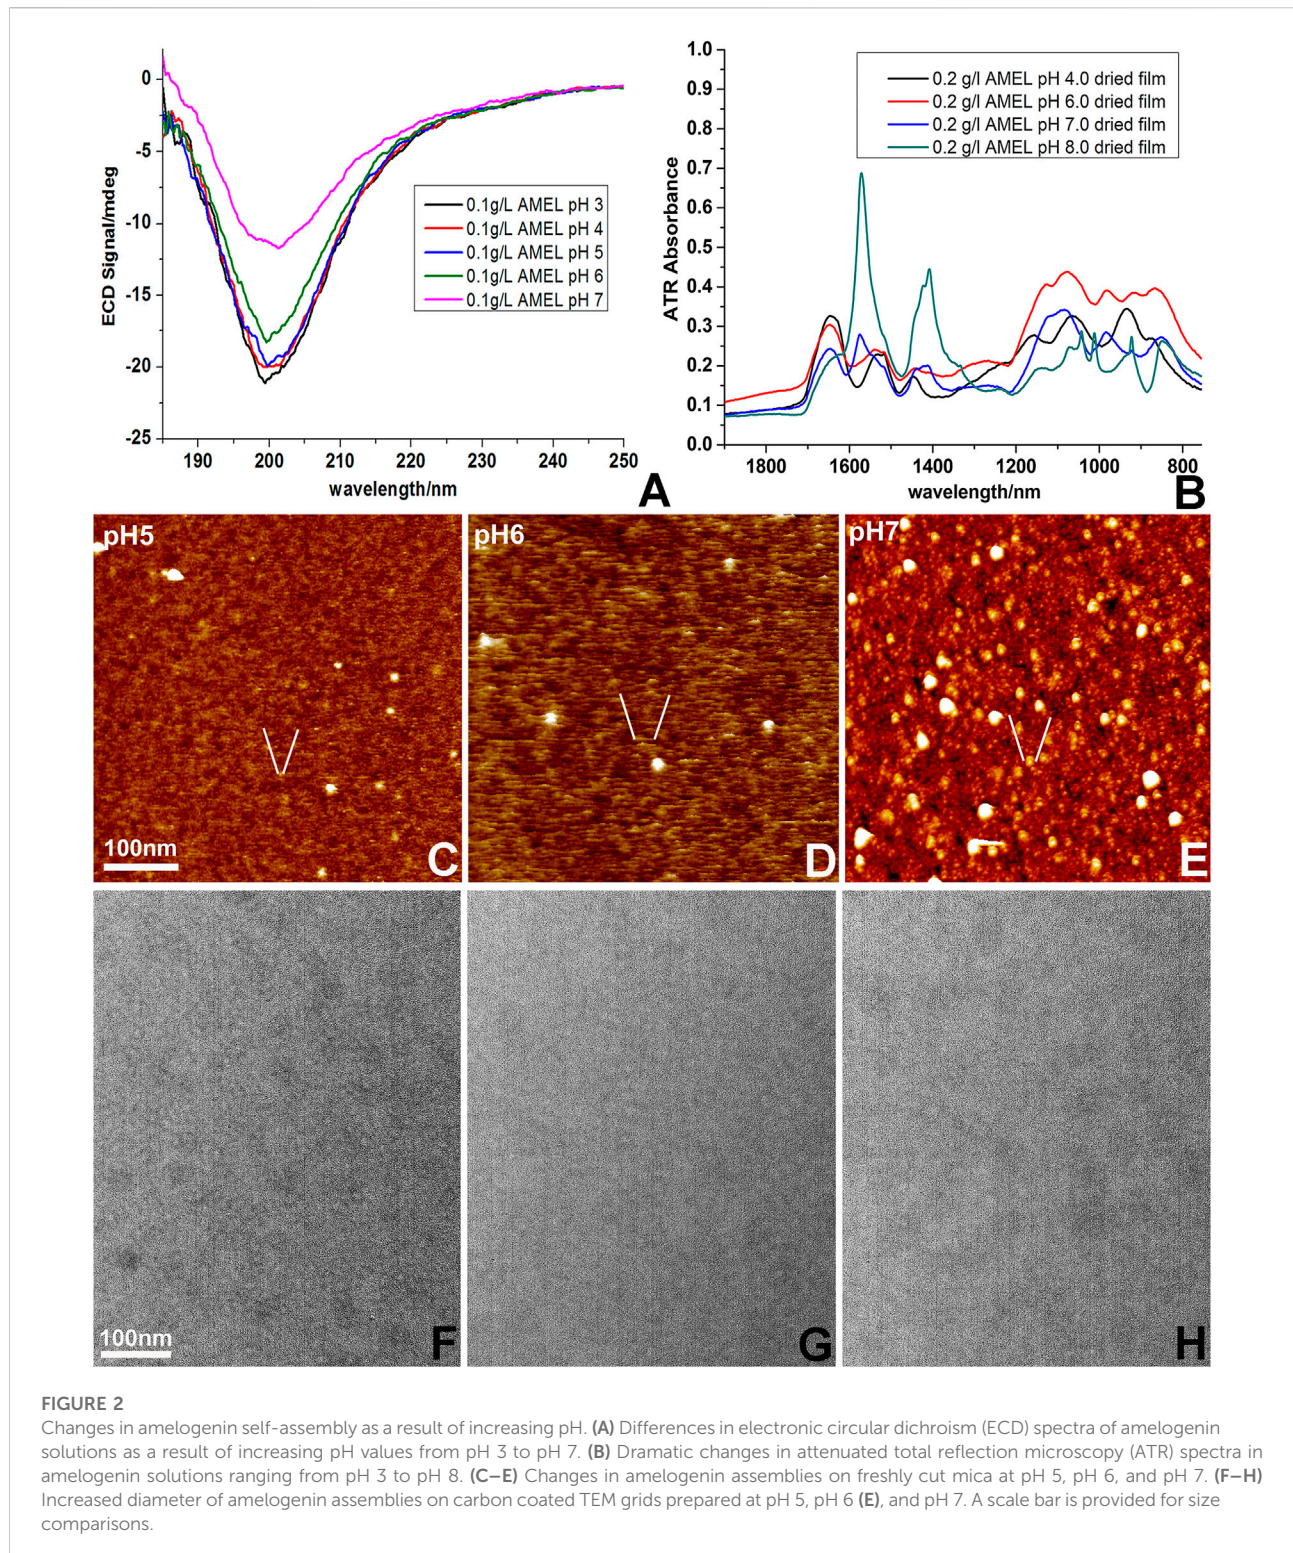 0
-5
-10
-15
-20
-25
ECD Signal/mdeg
190 200 210 220 230 240 250
wavelength/nm
0.1g/L AMEL pH 3
0.1g/L AMEL pH 4
0.1g/L AMEL pH 5
0.1g/L AMEL pH 6
0.1g/L AMEL pH 7
A
1.0
0.9
0.8
0.7
0.6
0.5
0.4
0.3
0.2
0.1
0.0
ATR Absorbance
1800 1600 1400 1200 1000 800
wavelength/nm
0.2 g/l AMEL pH 4.0 dried film
0.2 g/l AMEL pH 6.0 dried film
0.2 g/l AMEL pH 7.0 dried film
0.2 g/l AMEL pH 8.0 dried film
B
pH5
100nm
C
pH6
D
pH7
E
100nm
F
G
H
FIGURE 2
Changes in amelogenin self-assembly as a result of increasing pH. (A) Differences in electronic circular dichroism (ECD) spectra of amelogenin
solutions as a result of increasing pH values from pH 3 to pH 7. (B) Dramatic changes in attenuated total reflection microscopy (ATR) spectra in
amelogenin solutions ranging from pH 3 to pH 8. (C–E) Changes in amelogenin assemblies on freshly cut mica at pH 5, pH 6, and pH 7. (F–H)
Increased diameter of amelogenin assemblies on carbon coated TEM grids prepared at pH 5, pH 6 (E), and pH 7. A scale bar is provided for size
comparisons.